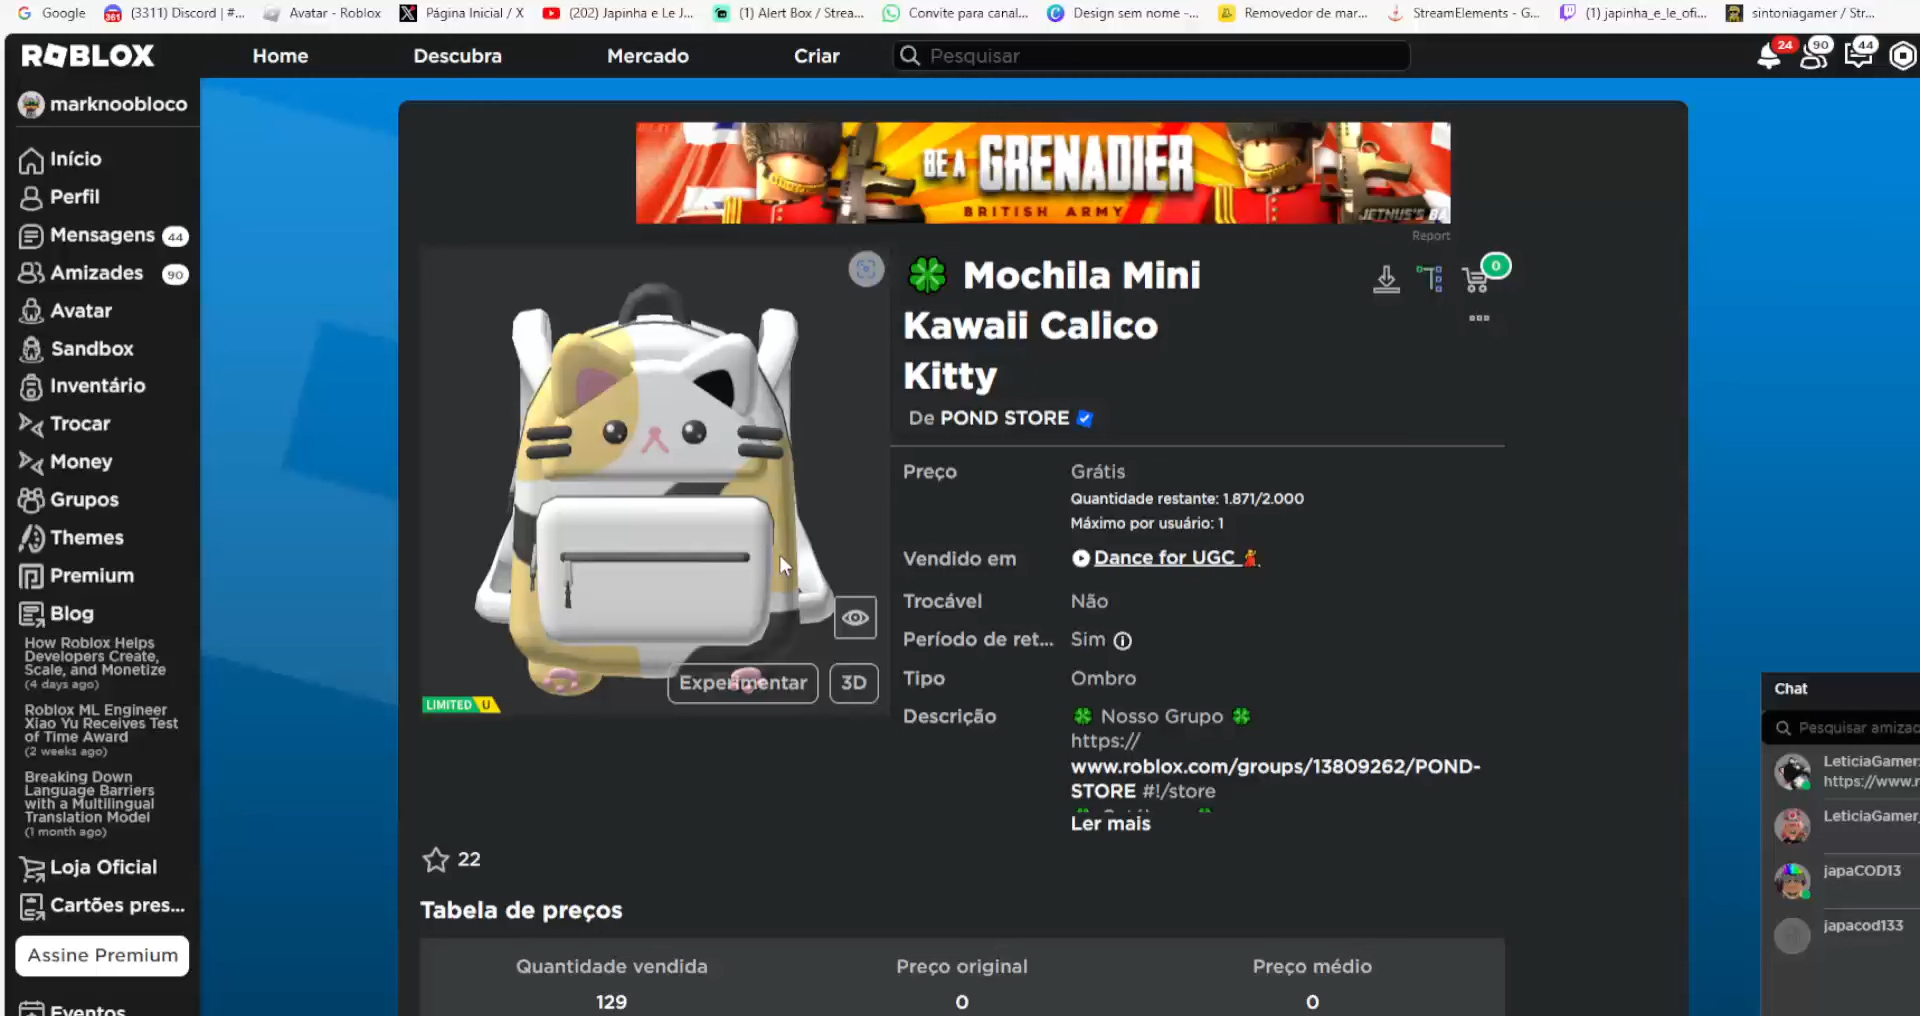 Google
361
(3311) Discord | #...
Avatar - Roblox
Página Inicial / X
(202) Japinha e Le J...
(1) Alert Box / Strea...
Convite para canal...
Design sem nome -...
Removedor de mar...
StreamElements - G...
(1) japinha_e_le_ofi...
sintoniagamer / Str...
ROBLOX
Home
Descubra
Mercado
Criar
Pesquisar
24
90
44
marknoobloco
Início
Perfil
Mensagens 44
Amizades 90
Avatar
Sandbox
Inventário
Trocar
Money
Grupos
Themes
Premium
Blog
How Roblox Helps
Developers Create,
Scale, and Monetize
(4 days ago)
Roblox ML Engineer
Xiao Yu Receives Test
of Time Award
(2 weeks ago)
Breaking Down
Language Barriers
with a Multilingual
Translation Model
(1 month ago)
Loja Oficial
Cartões pres...
Assine Premium
Eventos
BE A GRENADIER
BRITISH ARMY
JETNUS'S BA
Report
Mochila Mini
Kawaii Calico
Kitty
0
De POND STORE
Preço Grátis
Quantidade restante: 1.871/2.000
Máximo por usuário: 1
Vendido em Dance for UGC .
Trocável Não
Período de ret... Sim
Tipo Ombro
Descrição Nosso Grupo
https://
www.roblox.com/groups/13809262/POND-
STORE #!/store
Ler mais
Experimentar
3D
LIMITED U
22
Tabela de preços
Quantidade vendida Preço original Preço médio
129 0 0
Chat
Pesquisar amizad
LeticiaGamer
https://www.r
LeticiaGamer_
japaCOD13
japacod133